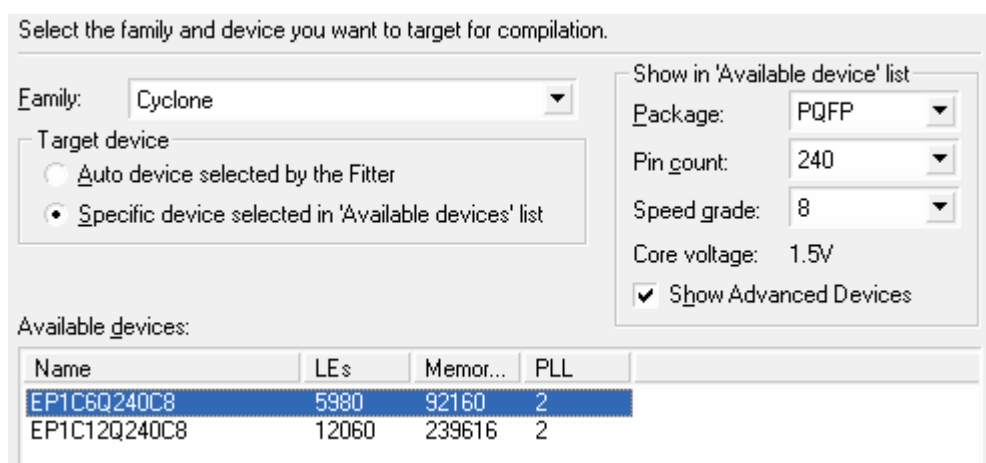 Select the family and device you want to target for compilation.
Family: Cyclone
Target device
Auto device selected by the Fitter
Specific device selected in 'Available devices' list
Show in 'Available device' list
Package: PQFP
Pin count: 240
Speed grade: 8
Core voltage: 1.5V
Show Advanced Devices
Available devices:
Name LEs Memor... PLL
EP1C6Q240C8 5980 92160 2
EP1C12Q240C8 12060 239616 2